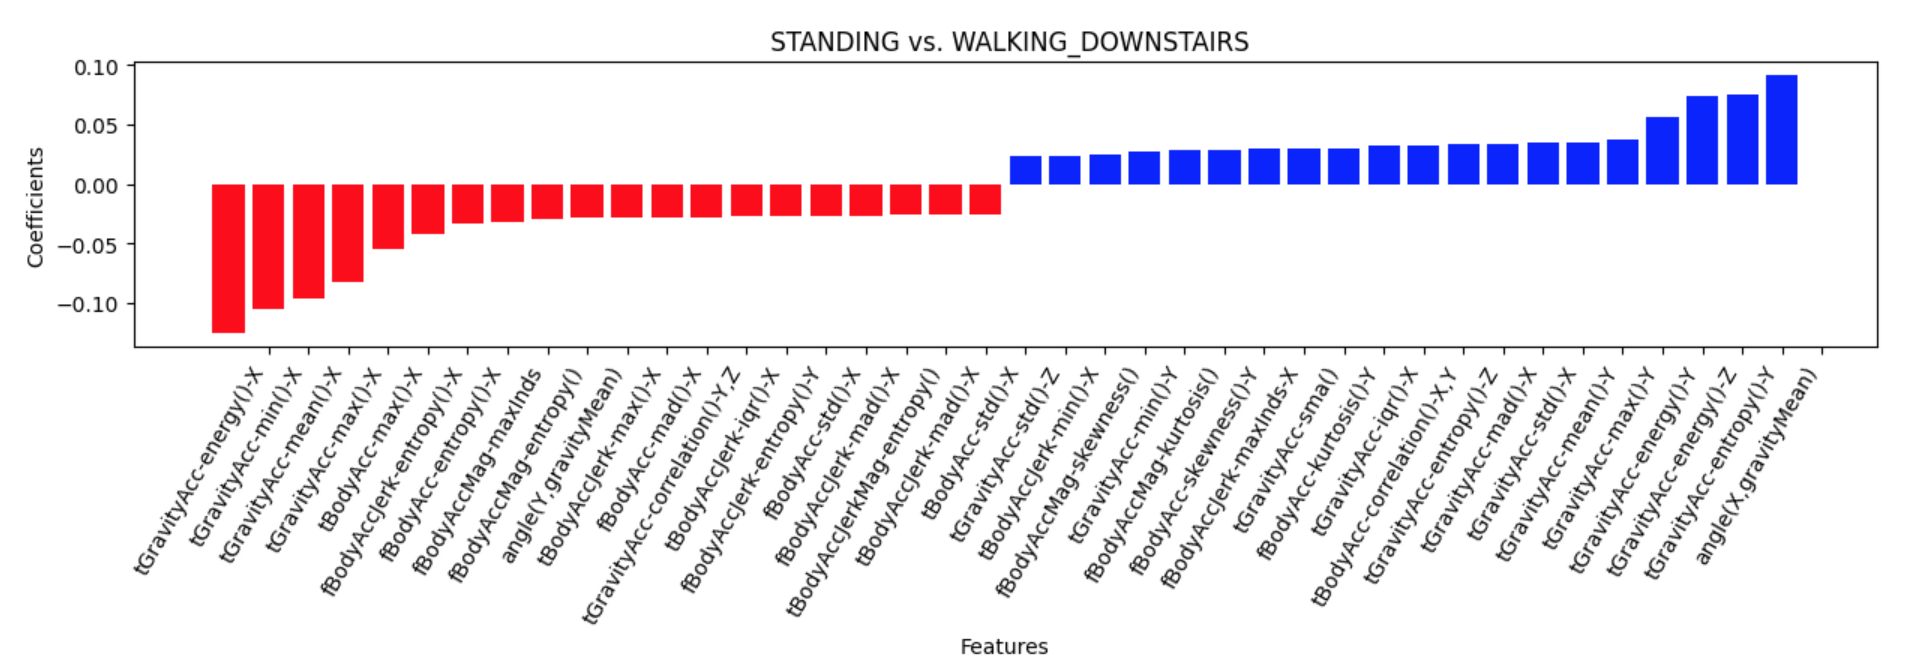 STANDING vs. WALKING_DOWNSTAIRS
0.10
0.05
0.00
−0.05
−0.10
Coefficients
tGravityAcc-energy()-X
tGravityAcc-min()-X
tGravityAcc-mean()-X
tGravityAcc-max()-X
tBodyAcc-max()-X
fBodyAccJerk-entropy()-X
fBodyAcc-entropy()-X
fBodyAccMag-maxInds
fBodyAccMag-entropy()
angle(Y,gravityMean)
tBodyAccJerk-max()-X
fBodyAcc-mad()-X
tGravityAcc-correlation()-Y,Z
tBodyAccJerk-iqr()-X
fBodyAccJerk-entropy()-Y
fBodyAcc-std()-X
fBodyAccJerk-mad()-X
tBodyAccJerkMag-entropy()
tBodyAccJerk-mad()-X
tBodyAcc-std()-X
tGravityAcc-std()-Z
tBodyAccJerk-min()-X
fBodyAccMag-skewness()
tGravityAcc-min()-Y
fBodyAccMag-kurtosis()
fBodyAcc-skewness()-Y
fBodyAccJerk-maxInds-X
tGravityAcc-sma()
fBodyAcc-kurtosis()-Y
tGravityAcc-iqr()-X
tBodyAcc-correlation()-X,Y
tGravityAcc-entropy()-Z
tGravityAcc-mad()-X
tGravityAcc-std()-X
tGravityAcc-mean()-Y
tGravityAcc-max()-Y
tGravityAcc-energy()-Y
tGravityAcc-energy()-Z
tGravityAcc-entropy()-Y
angle(X,gravityMean)
Features